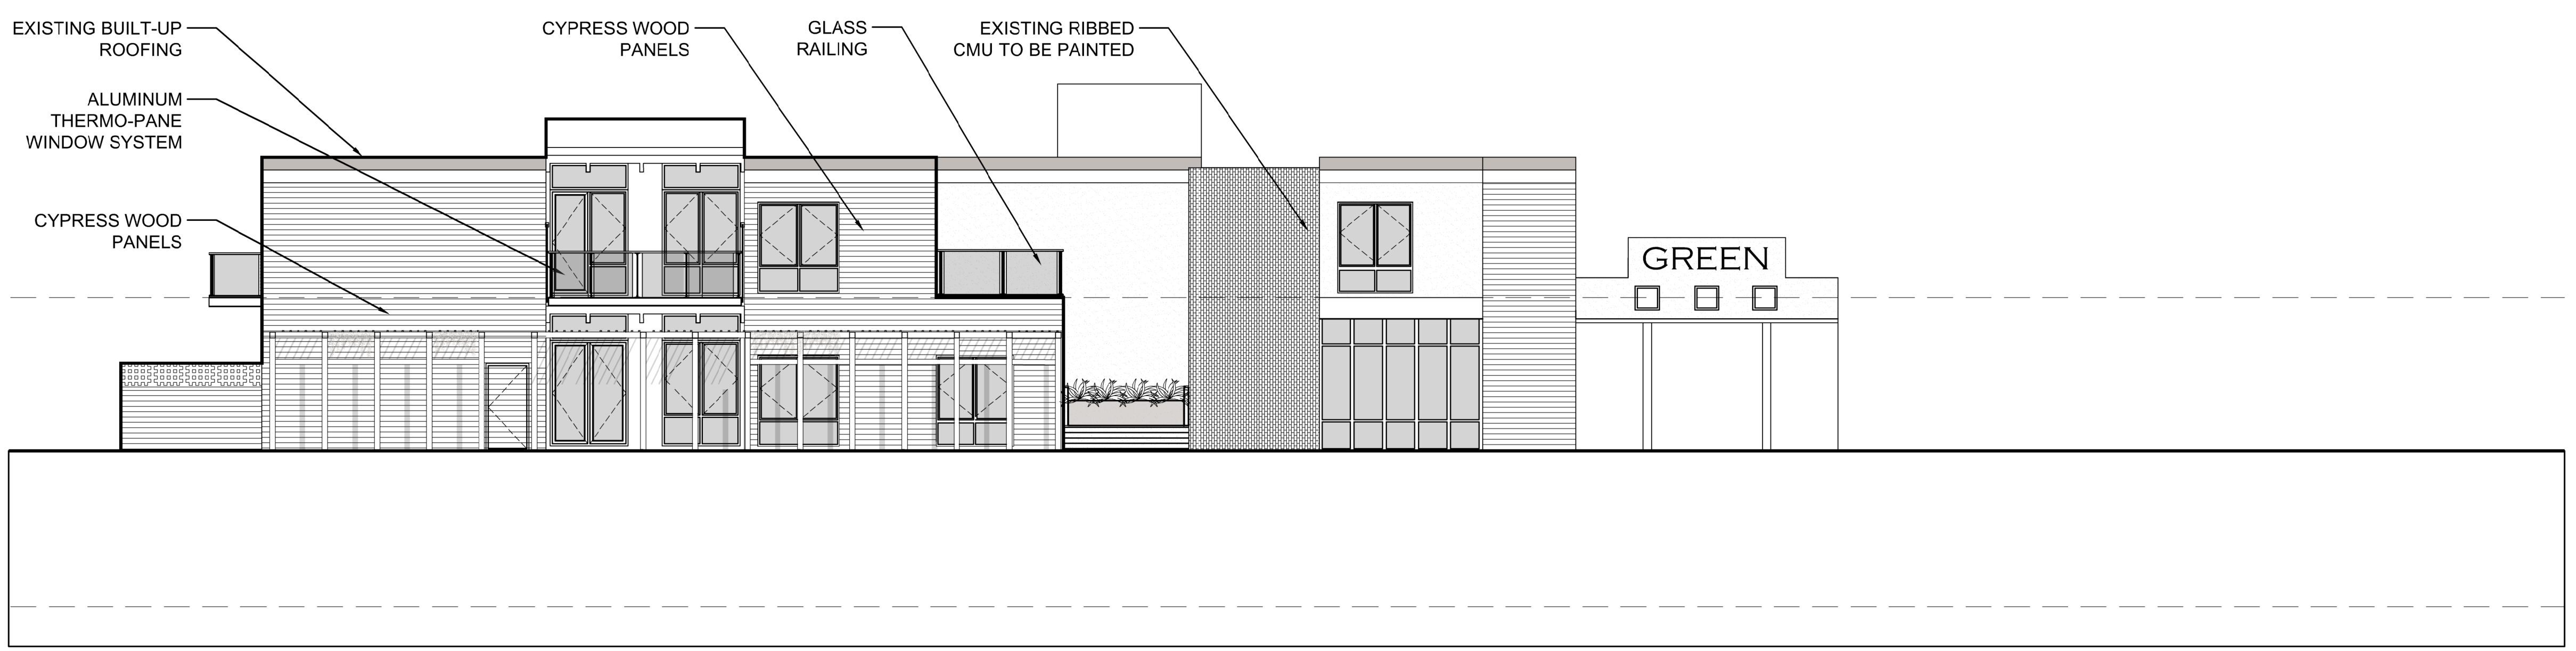 EXISTING BUILT-UP
ROOFING
ALUMINUM
THERMO-PANE
WINDOW SYSTEM
CYPRESS WOOD
PANELS
CYPRESS WOOD
PANELS
GLASS
RAILING
EXISTING RIBBED
CMU TO BE PAINTED
GREEN